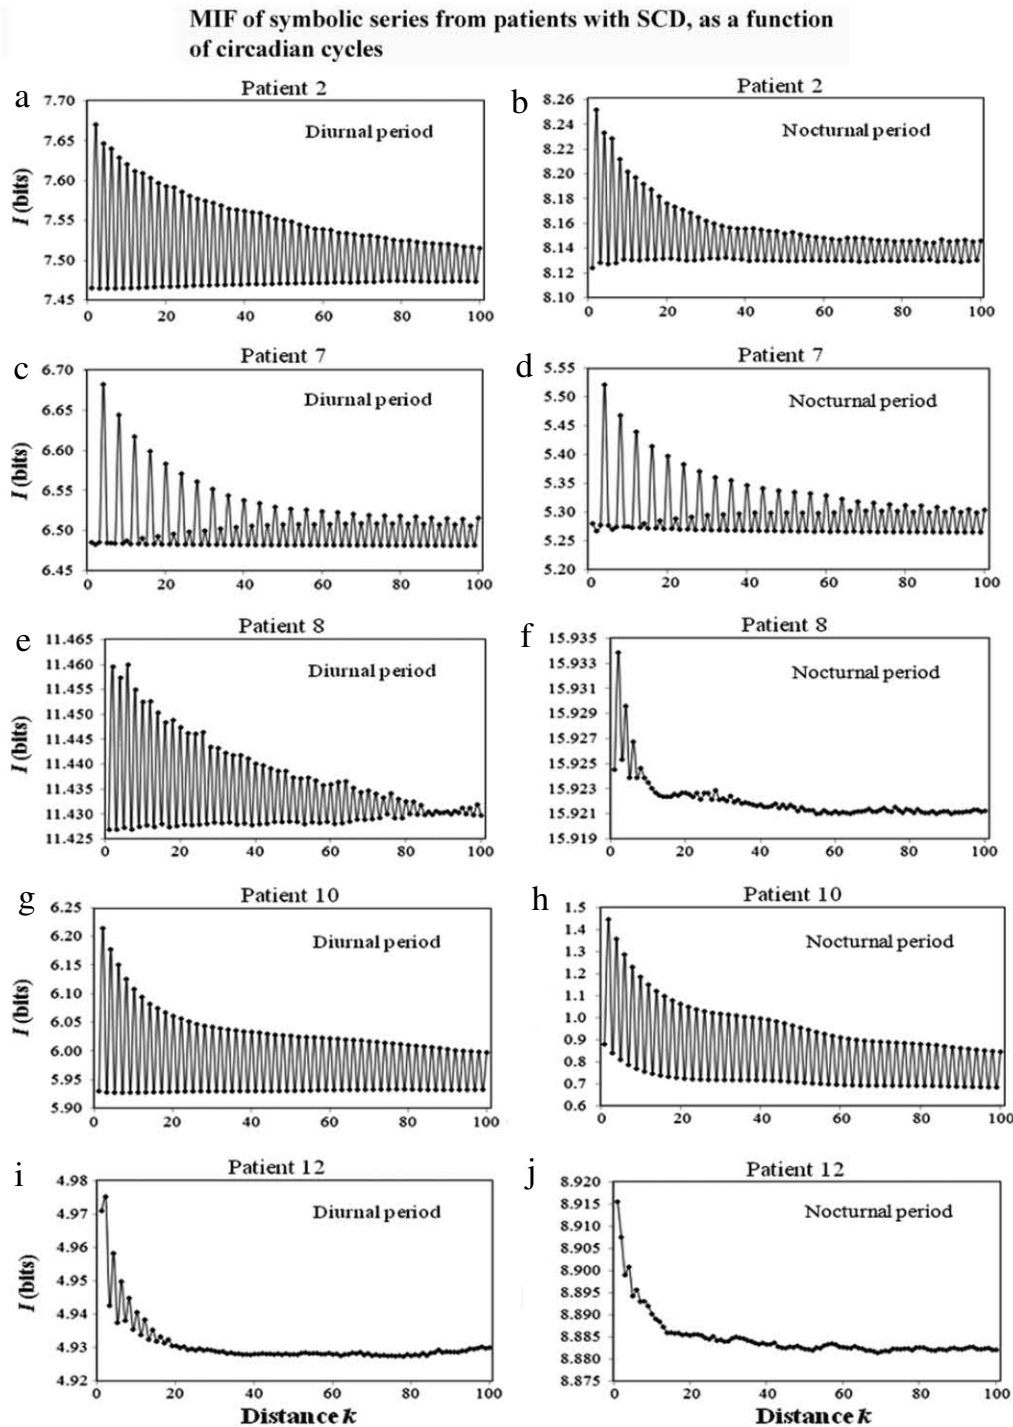 MIF of symbolic series from patients with SCD, as a function
of circadian cycles
a
Patient 2
Diurnal period
I (bits)
7.70
7.65
7.60
7.55
7.50
7.45
0 20 40 60 80 100
b
Patient 2
Nocturnal period
8.26
8.24
8.22
8.20
8.18
8.16
8.14
8.12
8.10
0 20 40 60 80 100
c
Patient 7
Diurnal period
I (bits)
6.70
6.65
6.60
6.55
6.50
6.45
0 20 40 60 80 100
d
Patient 7
Nocturnal period
5.55
5.50
5.40
5.30
5.25
5.20
0 20 40 60 80 100
e
Patient 8
Diurnal period
I (bits)
11.465
11.460
11.455
11.450
11.445
11.440
11.435
11.430
11.425
0 20 40 60 80 100
f
Patient 8
Nocturnal period
15.935
15.933
15.931
15.929
15.927
15.925
15.923
15.921
15.919
0 20 40 60 80 100
g
Patient 10
Diurnal period
I (bits)
6.25
6.20
6.15
6.10
6.05
6.00
5.95
5.90
0 20 40 60 80 100
h
Patient 10
Nocturnal period
1.5
1.4
1.2
1.1
1.0
0.9
0.8
0.7
0.6
0 20 40 60 80 100
i
Patient 12
Diurnal period
I (bits)
4.98
4.97
4.96
4.95
4.94
4.93
4.92
0 20 40 60 80 100
Distance k
j
Patient 12
Nocturnal period
8.920
8.915
8.910
8.905
8.900
8.895
8.890
8.885
8.880
8.875
0 20 40 60 80 100
Distance k